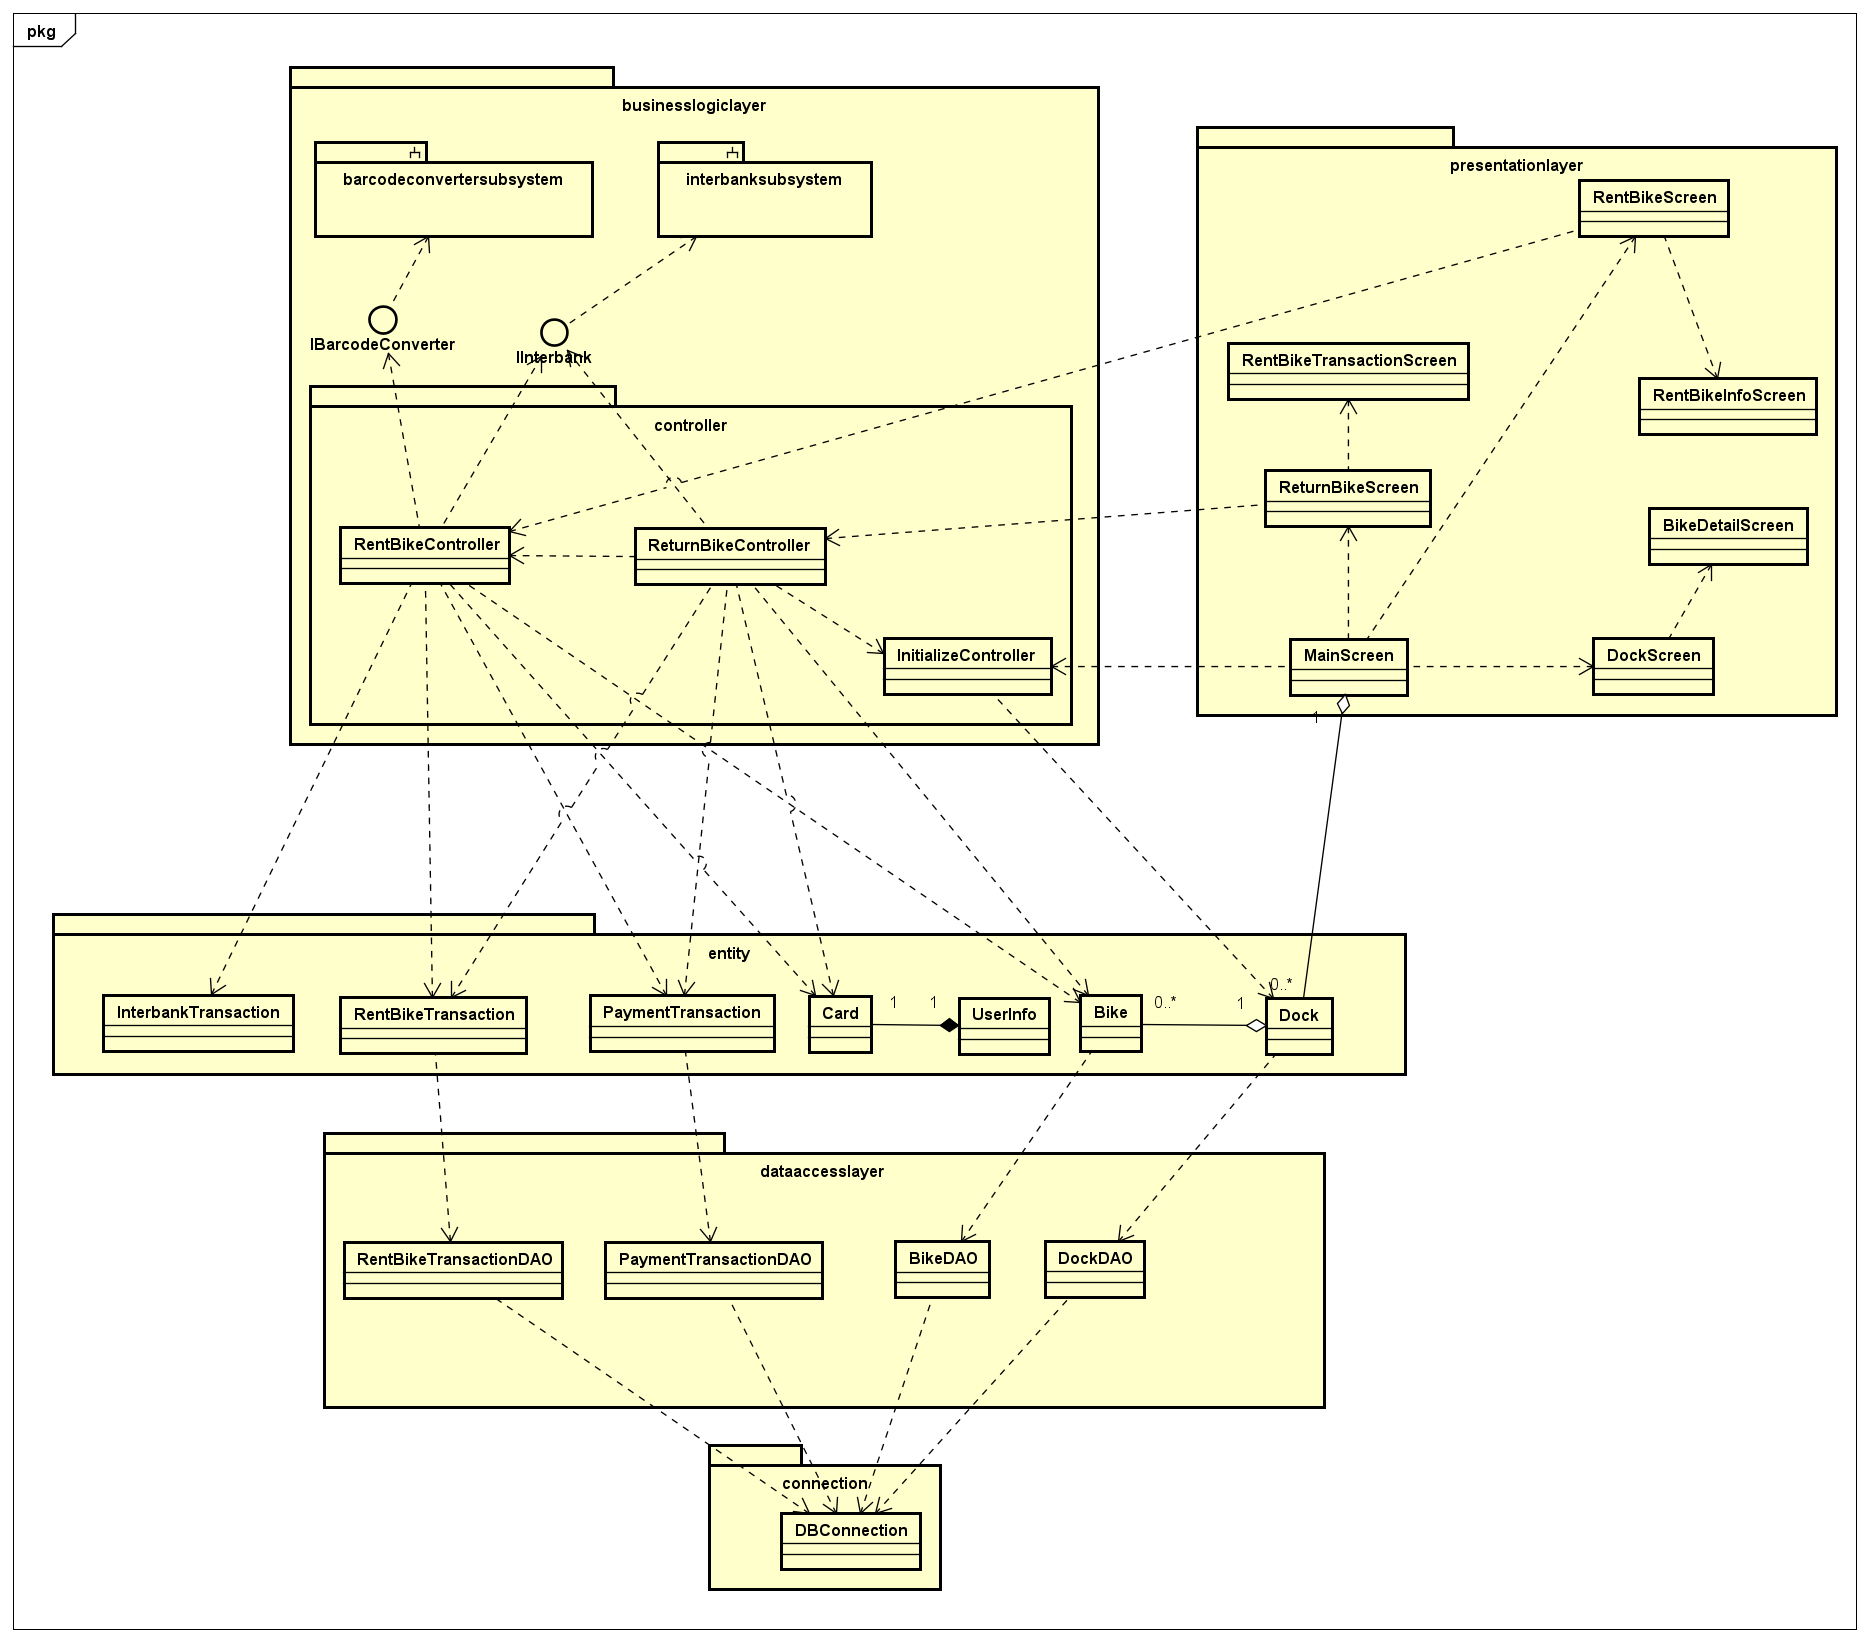 pkg
businesslogiclayer
barcodeconvertersubsystem
interbanksubsystem
IBarcodeConverter
IInterbank
controller
RentBikeController
ReturnBikeController
InitializeController
presentationlayer
RentBikeScreen
RentBikeTransactionScreen
RentBikeInfoScreen
ReturnBikeScreen
BikeDetailScreen
MainScreen
DockScreen
1
entity
0..*
InterbankTransaction
RentBikeTransaction
PaymentTransaction
Card
1
1
UserInfo
Bike
0..*
1
Dock
dataaccesslayer
RentBikeTransactionDAO
PaymentTransactionDAO
BikeDAO
DockDAO
connection
DBConnection